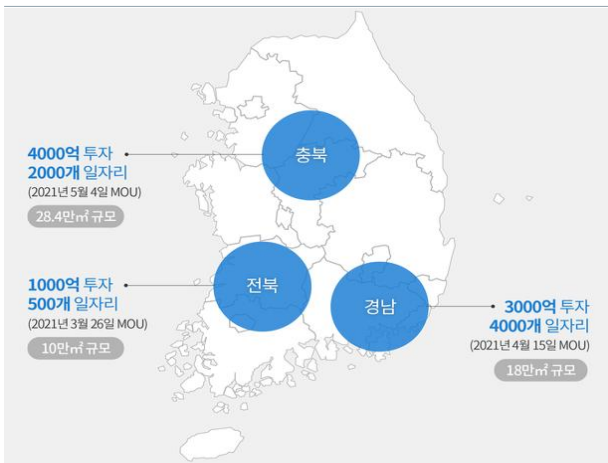 충북
4000억 투자
2000개 일자리
(2021년 5월 4일 MOU)
28.4만㎡ 규모
전북
1000억 투자
500개 일자리
(2021년 3월 26일 MOU)
10만㎡ 규모
경남
3000억 투자
4000개 일자리
(2021년 4월 15일 MOU)
18만㎡ 규모